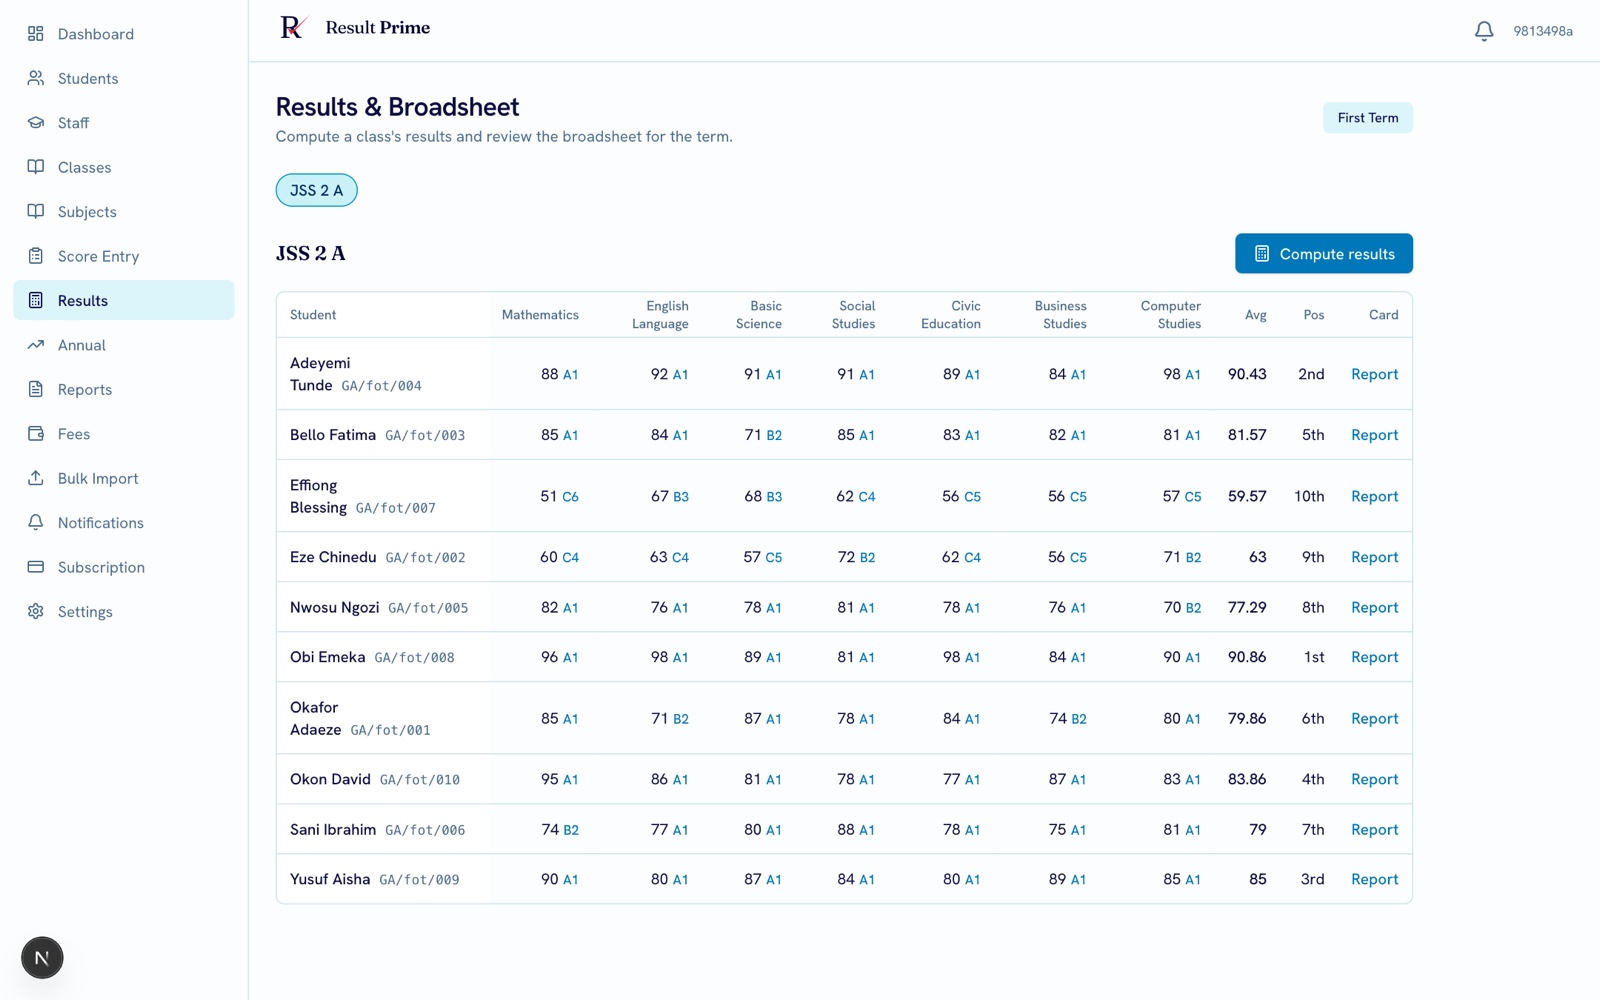 Dashboard
Students
Staff
Classes
Subjects
Score Entry
Results
Annual
Reports
Fees
Bulk Import
Notifications
Subscription
Settings
N
R
Result Prime
9813498a
Results & Broadsheet
Compute a class's results and review the broadsheet for the term.
First Term
JSS 2 A
JSS 2 A
Compute results
Student Mathematics English Language Basic Science Social Studies Civic Education Business Studies Computer Studies Avg Pos Card
Adeyemi
Tunde GA/fot/004 88 A1 92 A1 91 A1 91 A1 89 A1 84 A1 98 A1 90.43 2nd Report
Bello Fatima GA/fot/003 85 A1 84 A1 71 B2 85 A1 83 A1 82 A1 81 A1 81.57 5th Report
Effiong
Blessing GA/fot/007 51 C6 67 B3 68 B3 62 C4 56 C5 56 C5 57 C5 59.57 10th Report
Eze Chinedu GA/fot/002 60 C4 63 C4 57 C5 72 B2 62 C4 56 C5 71 B2 63 9th Report
Nwosu Ngozi GA/fot/005 82 A1 76 A1 78 A1 81 A1 78 A1 76 A1 70 B2 77.29 8th Report
Obi Emeka GA/fot/008 96 A1 98 A1 89 A1 81 A1 98 A1 84 A1 90 A1 90.86 1st Report
Okafor
Adaeze GA/fot/001 85 A1 71 B2 87 A1 78 A1 84 A1 74 B2 80 A1 79.86 6th Report
Okon David GA/fot/010 95 A1 86 A1 81 A1 78 A1 77 A1 87 A1 83 A1 83.86 4th Report
Sani Ibrahim GA/fot/006 74 B2 77 A1 80 A1 88 A1 78 A1 75 A1 81 A1 79 7th Report
Yusuf Aisha GA/fot/009 90 A1 80 A1 87 A1 84 A1 80 A1 89 A1 85 A1 85 3rd Report